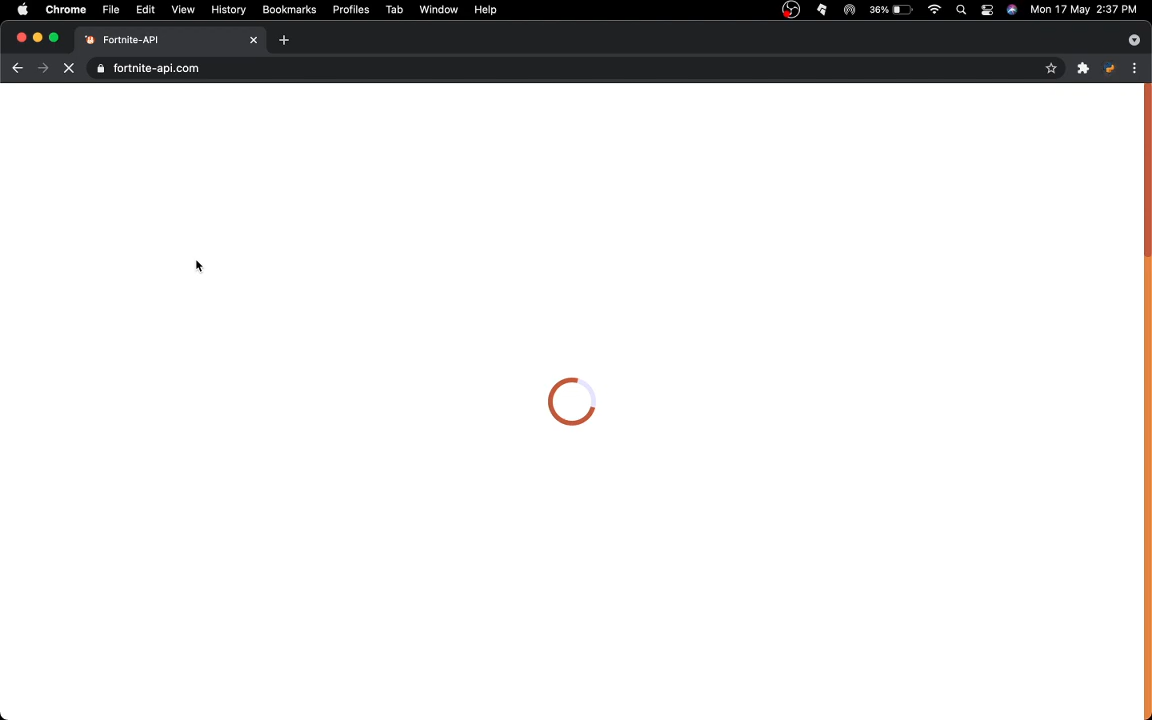 Chrome File Edit View History Bookmarks Profiles Tab Window Help 36% Mon 17 May 2:37 PM
Fortnite-API
fortnite-api.com